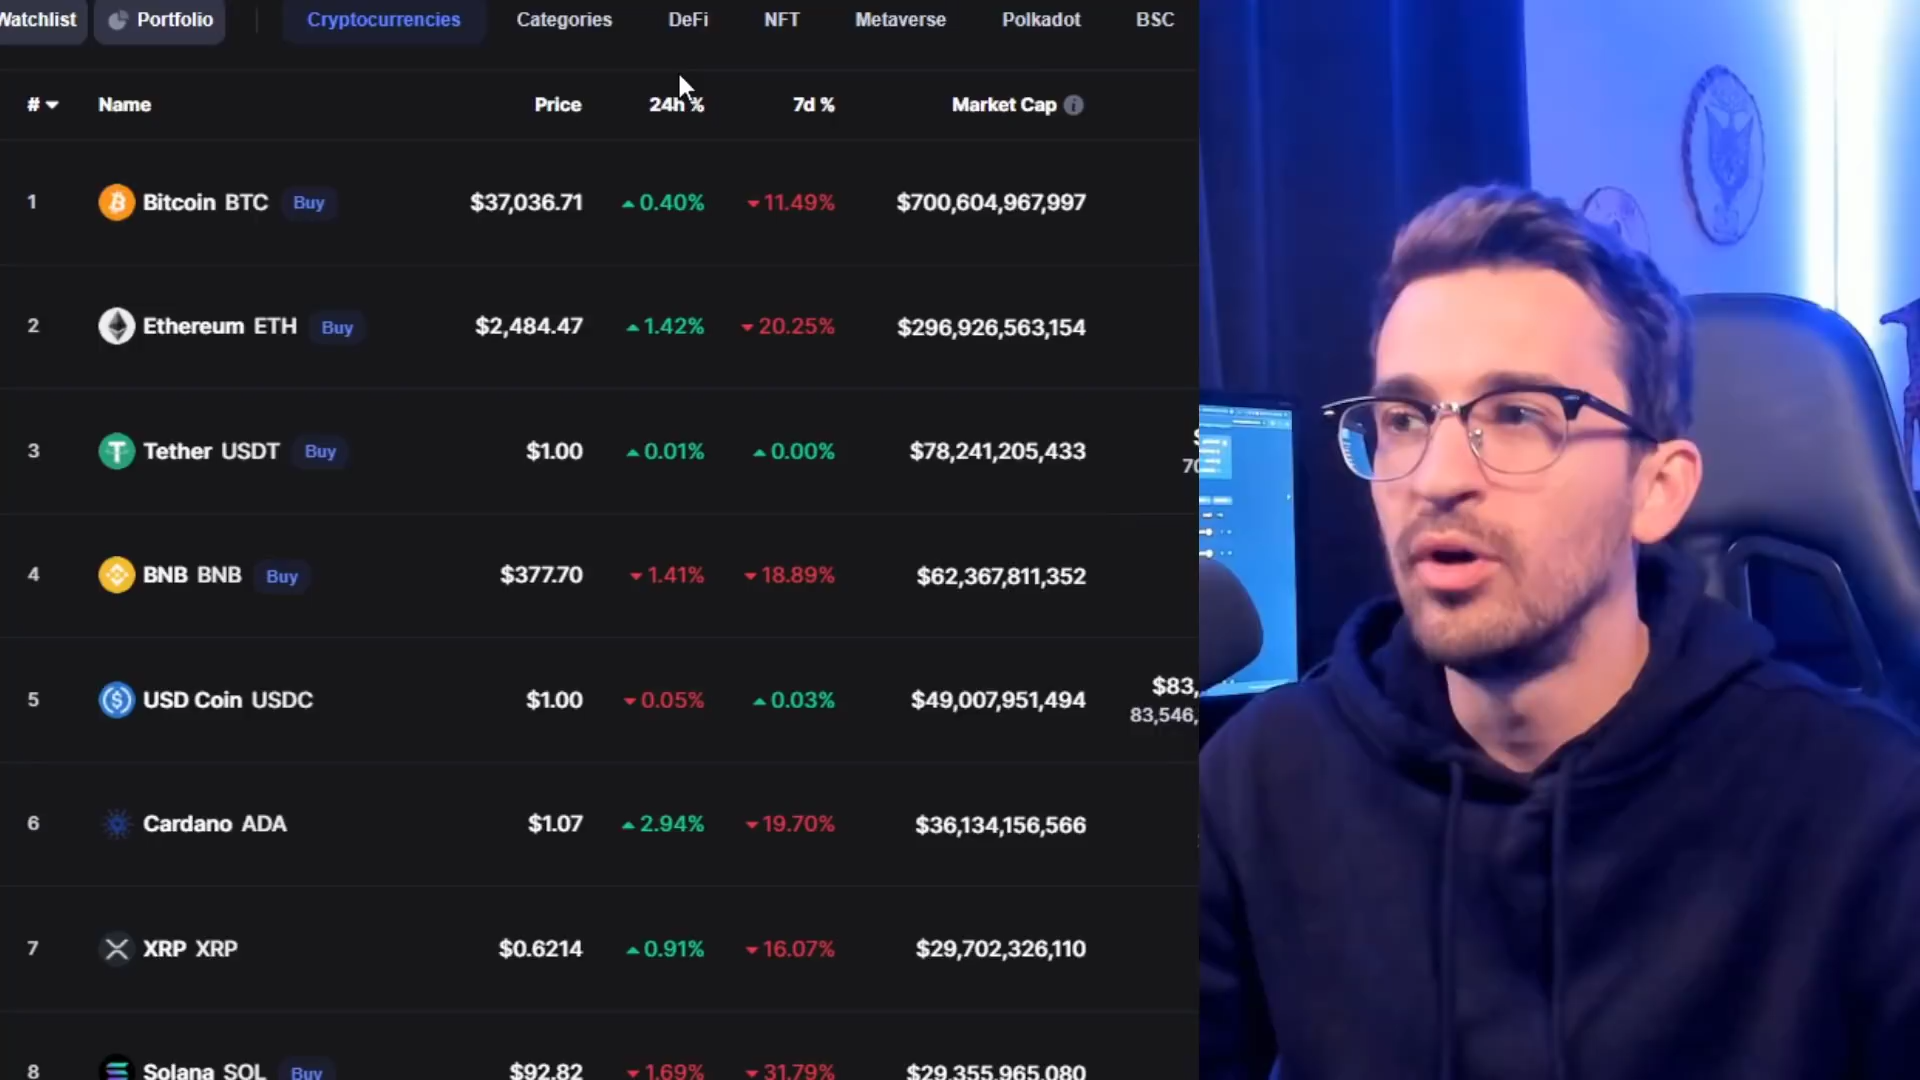 Watchlist Portfolio Cryptocurrencies Categories DeFi NFT Metaverse Polkadot BSC
# Name Price 24h % 7d % Market Cap
1 Bitcoin BTC Buy $37,036.71 0.40% 11.49% $700,604,967,997
2 Ethereum ETH Buy $2,484.47 1.42% 20.25% $296,926,563,154
3 Tether USDT Buy $1.00 0.01% 0.00% $78,241,205,433
4 BNB BNB Buy $377.70 1.41% 18.89% $62,367,811,352
5 USD Coin USDC $1.00 0.05% 0.03% $49,007,951,494 $83,
83,546,
6 Cardano ADA $1.07 2.94% 19.70% $36,134,156,566
7 XRP XRP $0.6214 0.91% 16.07% $29,702,326,110
8 Solana SOL Buy $92.82 1.69% 31.79% $29,355,965,080